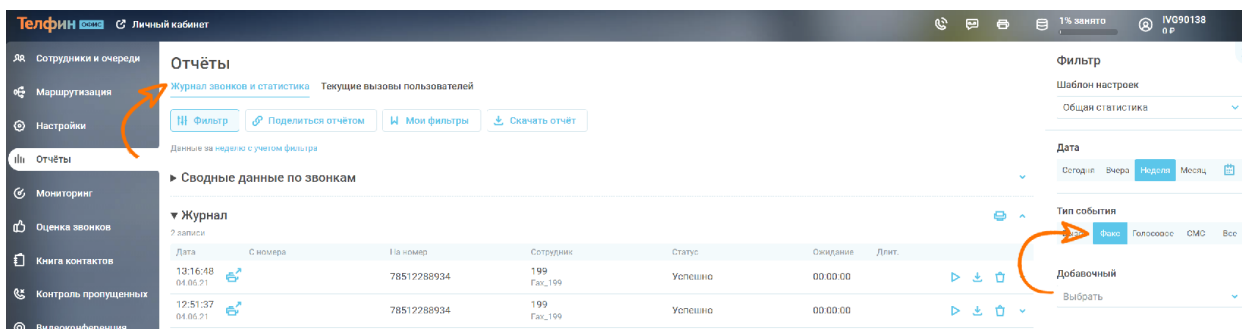 Телфин ОФИС Личный кабинет 1% занято IVG90138
0 ₽
Сотрудники и очереди
Маршрутизация
Настройки
Отчёты
Мониторинг
Оценка звонков
Книга контактов
Контроль пропущенных
Видеоконференция
Отчёты
Журнал звонков и статистика Текущие вызовы пользователей
Фильтр Поделиться отчётом Мои фильтры Скачать отчёт
Данные за неделю с учетом фильтра
▶ Сводные данные по звонкам
▼ Журнал
2 записи
Дата С номера На номер Сотрудник Статус Ожидание Длит.
13:16:48 78512288934 199 Успешно 00:00:00
04.06.21 Fax_199
12:51:37 78512288934 199 Успешно 00:00:00
04.06.21 Fax_199
Фильтр
Шаблон настроек
Общая статистика
Дата
Сегодня Вчера Неделя Месяц
Тип события
Факс Голосовое СМС Все
Добавочный
Выбрать